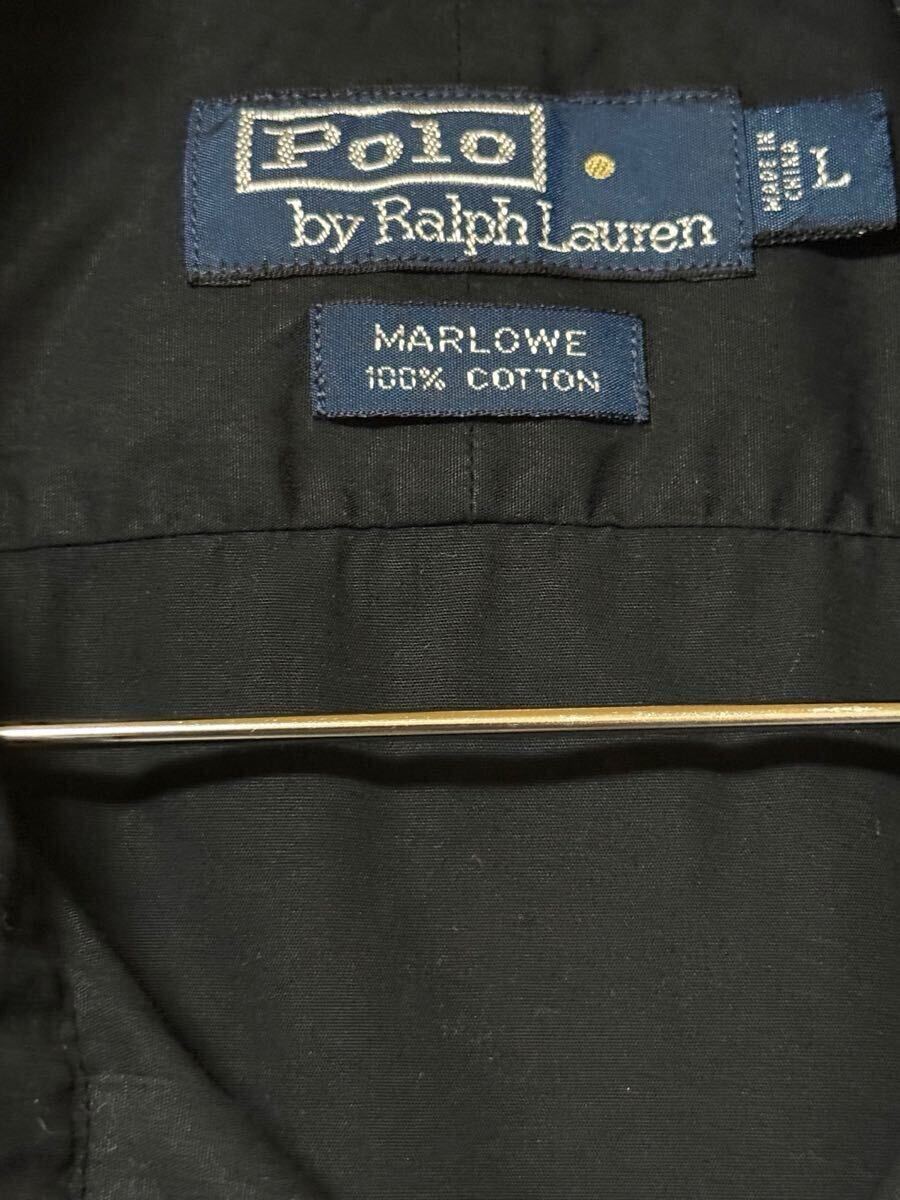 Polo
by Ralph Lauren
MADE IN
CHINA
L
MARLOWE
100% COTTON